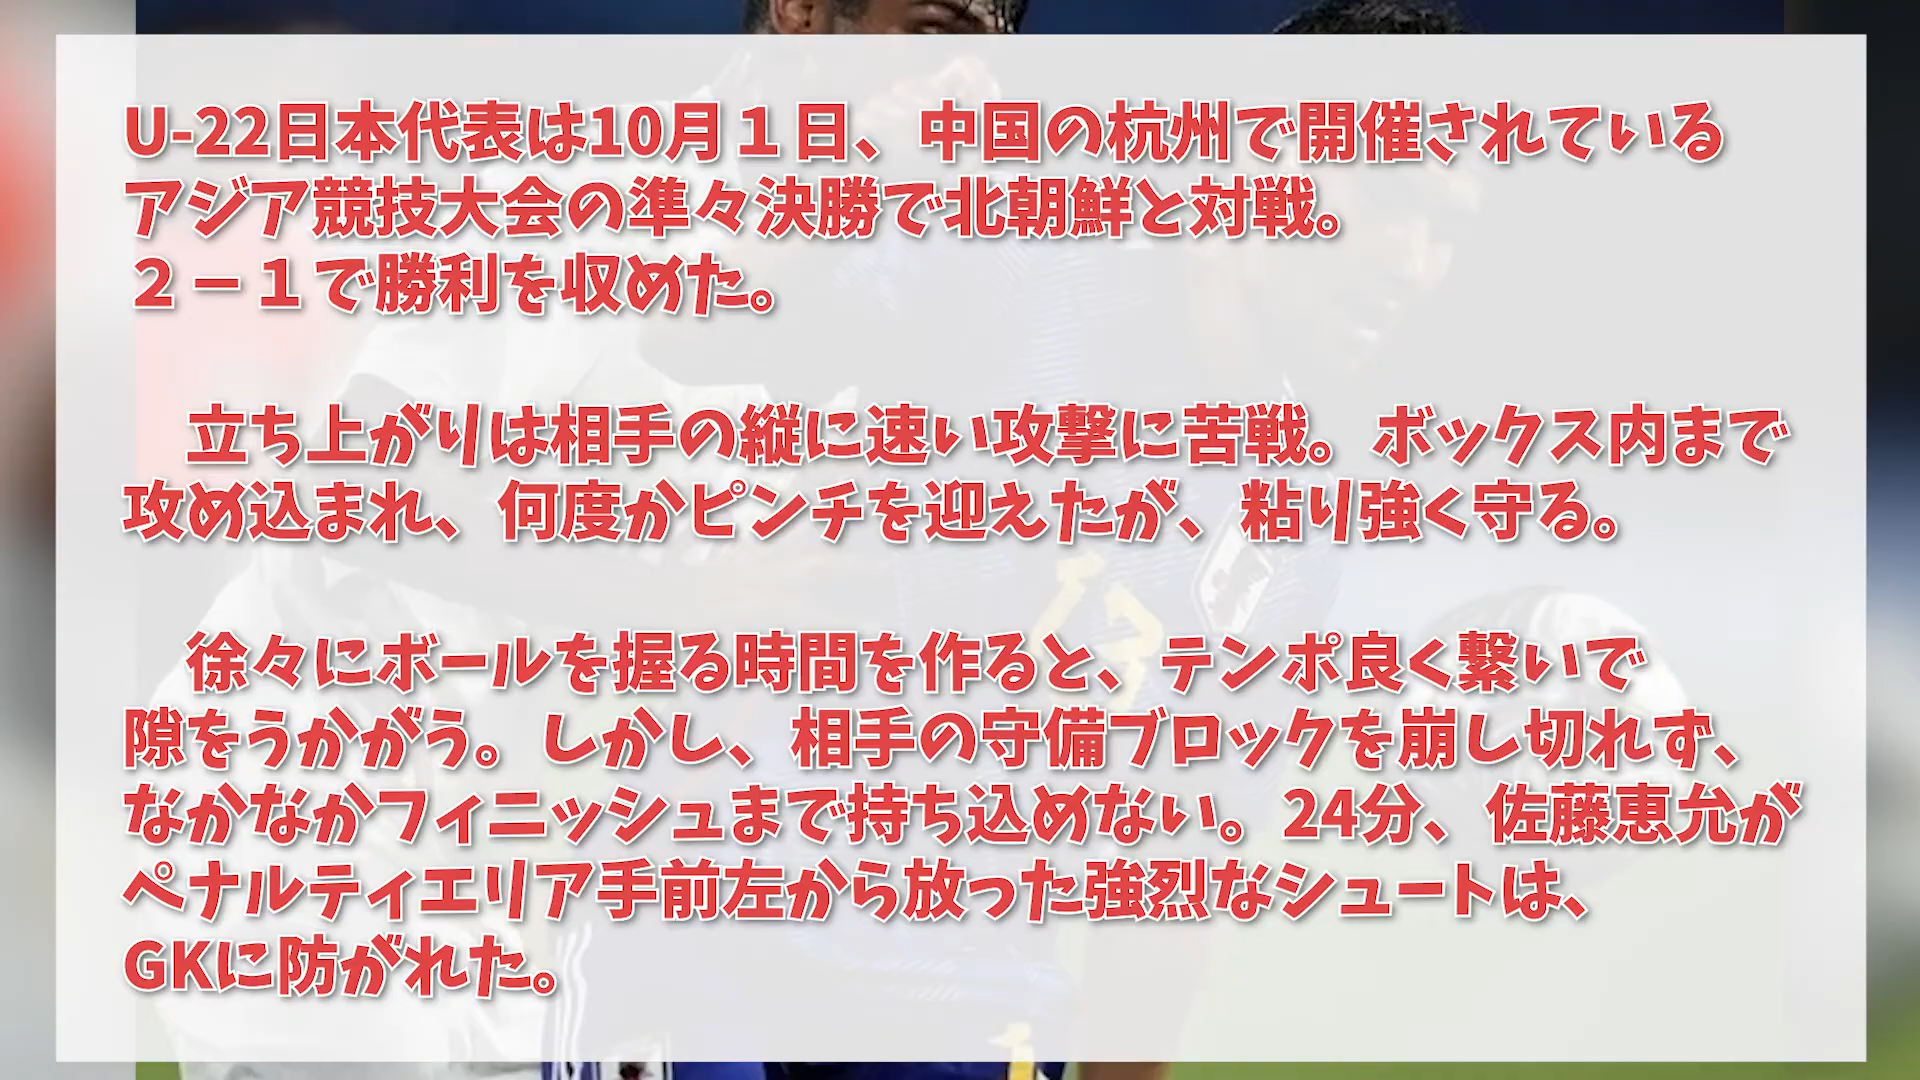 U-22日本代表は10月１日、中国の杭州で開催されている
アジア競技大会の準々決勝で北朝鮮と対戦。
２－１で勝利を収めた。
立ち上がりは相手の縦に速い攻撃に苦戦。ボックス内まで
攻め込まれ、何度かピンチを迎えたが、粘り強く守る。
徐々にボールを握る時間を作ると、テンポ良く繋いで
隙をうかがう。しかし、相手の守備ブロックを崩し切れず、
なかなかフィニッシュまで持ち込めない。24分、佐藤恵允が
ペナルティエリア手前左から放った強烈なシュートは、
GKに防がれた。